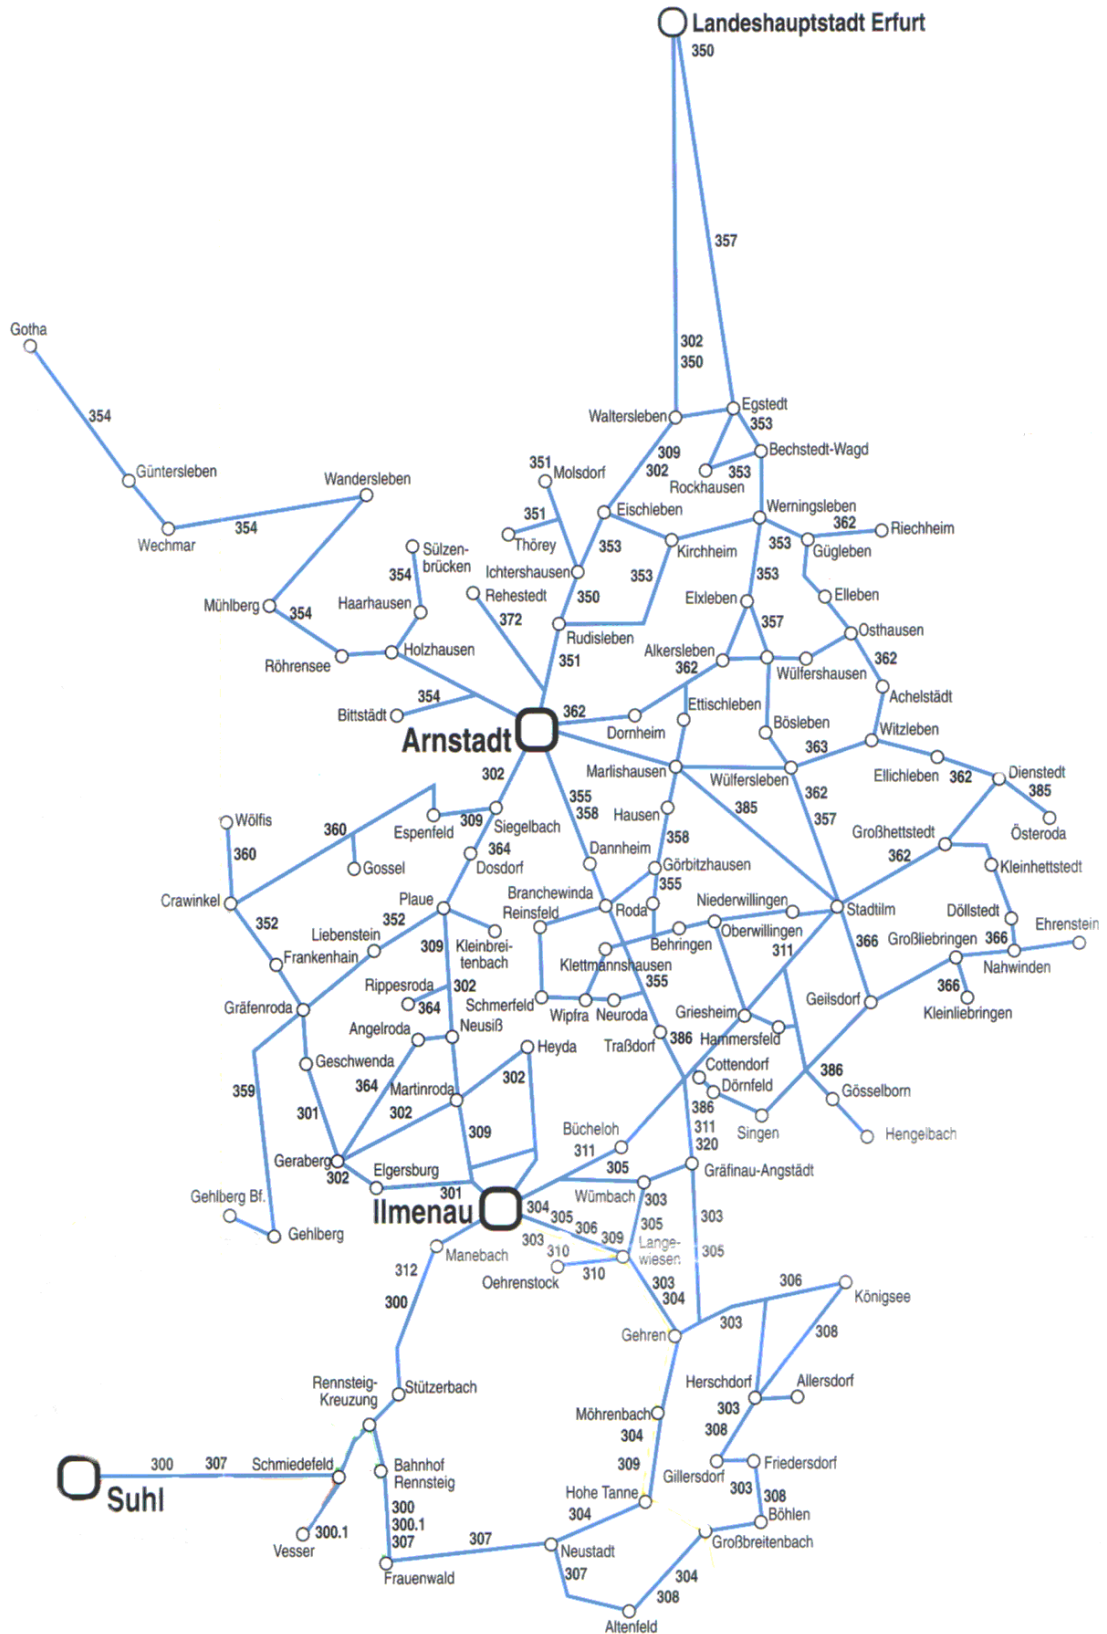 Landeshauptstadt Erfurt
350
357
Gotha
302
350
354
Waltersleben
Egstedt
353
309
302
Bechstedt-Wagd
353
Rockhausen
Güntersleben
Wandersleben
351
Molsdorf
354
Wechmar
351
Thörey
Eischleben
Werningsleben
362
Riechheim
353
Gügleben
Kirchheim
353
Sülzen-
brücken
354
Ichtershausen
353
353
Rehestedt
350
Elxleben
Elleben
Mühlberg
354
Haarhausen
372
Rudisleben
357
Osthausen
Röhrensee
Holzhausen
351
Alkersleben
362
Wülfershausen
362
Achelstädt
354
Bittstädt
362
Dornheim
Ettischleben
Bösleben
Witzleben
Arnstadt
363
Marlishausen
Wülfersleben
Ellichleben
362
Dienstedt
385
302
355
358
385
362
357
Österoda
Wölfis
360
309
Espenfeld
Siegelbach
Hausen
358
Großhettstedt
360
Gossel
364
Dosdorf
Dannheim
Görbitzhausen
362
Kleinhettstedt
355
Crawinkel
Plaue
352
Branchewinda
Reinsfeld
Roda
Niederwillingen
Stadtilm
Döllstedt
Ehrenstein
352
Liebenstein
309
Kleinbrei-
tenbach
Behringen
Oberwillingen
311
366
Großliebringen
366
Nahwinden
Frankenhain
Klettmannshausen
Rippesroda
364
302
355
366
Kleinliebringen
Gräfenroda
Schmerfeld
Wipfra
Neuroda
Griesheim
Geilsdorf
Angelroda
Neusiß
Traßdorf
386
Hammersfeld
Geschwenda
Heyda
Cottendorf
Dörnfeld
386
Gösselborn
359
364
Martinroda
302
302
301
386
311
320
Singen
Hengelbach
309
Bücheloh
311
Geraberg
302
Elgersburg
301
305
Gräfinau-Angstädt
Gehlberg Bf.
Wümbach
303
303
Ilmenau
304
305
306
309
305
Gehlberg
303
Lange-
wiesen
305
Manebach
310
312
Oehrenstock
310
303
304
306
Königsee
300
Gehren
303
308
Rennsteig-
Kreuzung
Stützerbach
Herschdorf
Allersdorf
303
308
Möhrenbach
304
309
300
307
Schmiedefeld
Bahnhof
Rennsteig
Gillersdorf
Friedersdorf
303
308
Suhl
300
300.1
307
Hohe Tanne
304
Böhlen
300.1
Vesser
307
Neustadt
Großbreitenbach
Frauenwald
307
304
308
Altenfeld